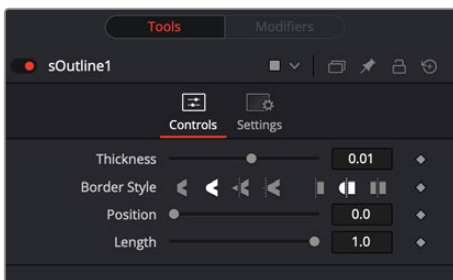 Tools Modifiers
sOutline1
Controls Settings
Thickness 0.01
Border Style
Position 0.0
Length 1.0